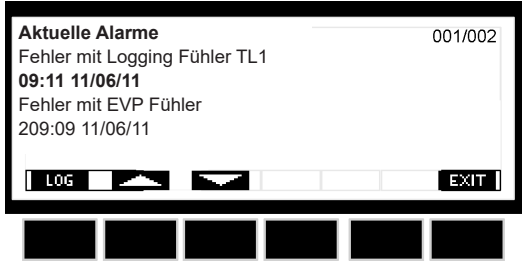 Aktuelle Alarme 001/002
Fehler mit Logging Fühler TL1
09:11 11/06/11
Fehler mit EVP Fühler
209:09 11/06/11
LOG EXIT